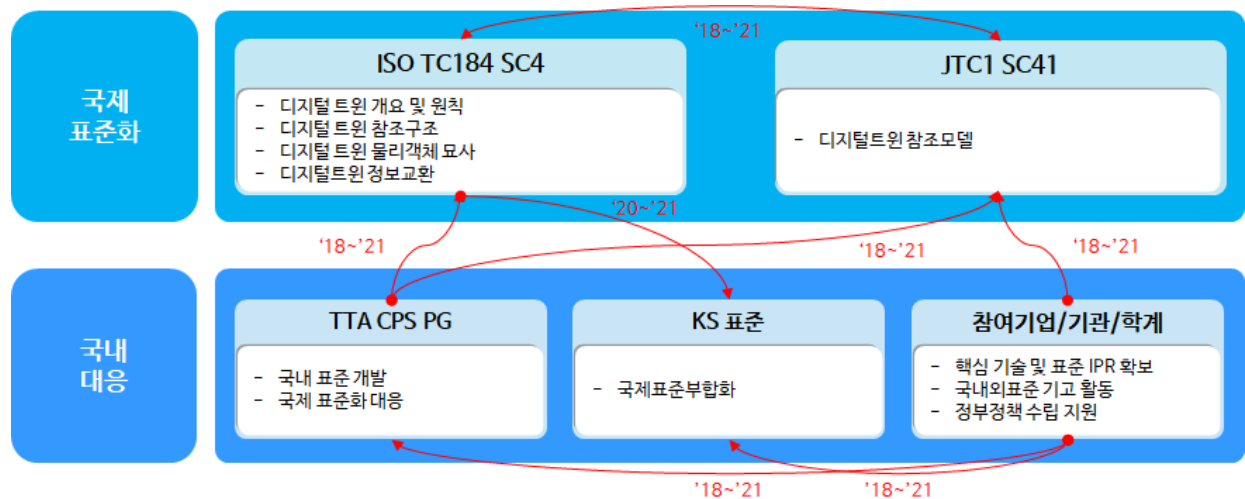 '18~'21
국제
표준화
ISO TC184 SC4
- 디지털 트윈 개요 및 원칙
- 디지털 트윈 참조구조
- 디지털 트윈 물리객체 묘사
- 디지털트윈 정보교환
JTC1 SC41
- 디지털트윈 참조모델
'20~'21
'18~'21
'18~'21
'18~'21
국내
대응
TTA CPS PG
- 국내 표준 개발
- 국제 표준화 대응
KS 표준
- 국제표준부합화
참여기업/기관/학계
- 핵심 기술 및 표준 IPR 확보
- 국내외표준 기고 활동
- 정부정책 수립 지원
'18~'21
'18~'21